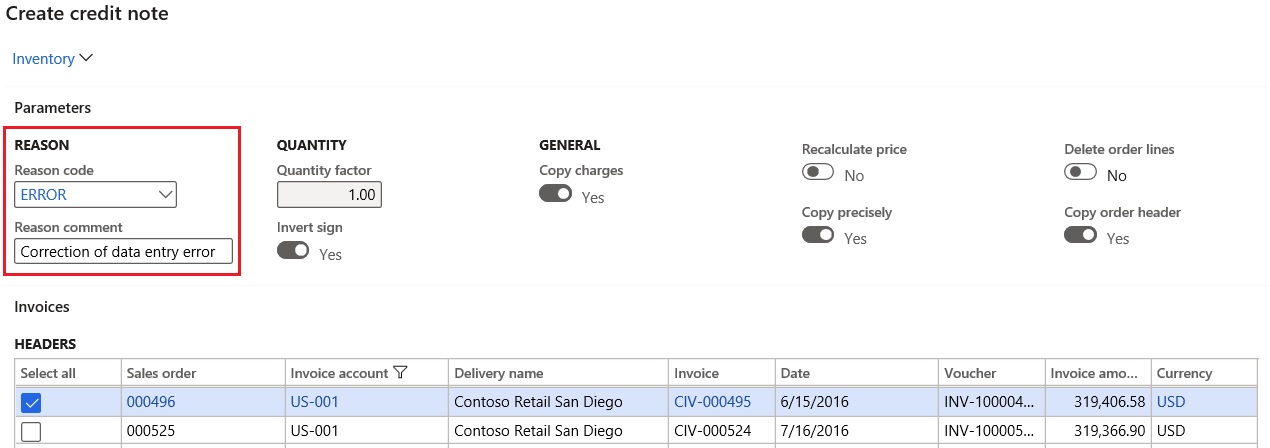 Create credit note
Inventory
Parameters
REASON
Reason code
ERROR
Reason comment
Correction of data entry error
QUANTITY
Quantity factor
1.00
Invert sign
Yes
GENERAL
Copy charges
Yes
Recalculate price
No
Copy precisely
Yes
Delete order lines
No
Copy order header
Yes
Invoices
HEADERS
Select all Sales order Invoice account Delivery name Invoice Date Voucher Invoice amo... Currency
000496 US-001 Contoso Retail San Diego CIV-000495 6/15/2016 INV-100004... 319,406.58 USD
000525 US-001 Contoso Retail San Diego CIV-000524 7/16/2016 INV-100005... 319,366.90 USD